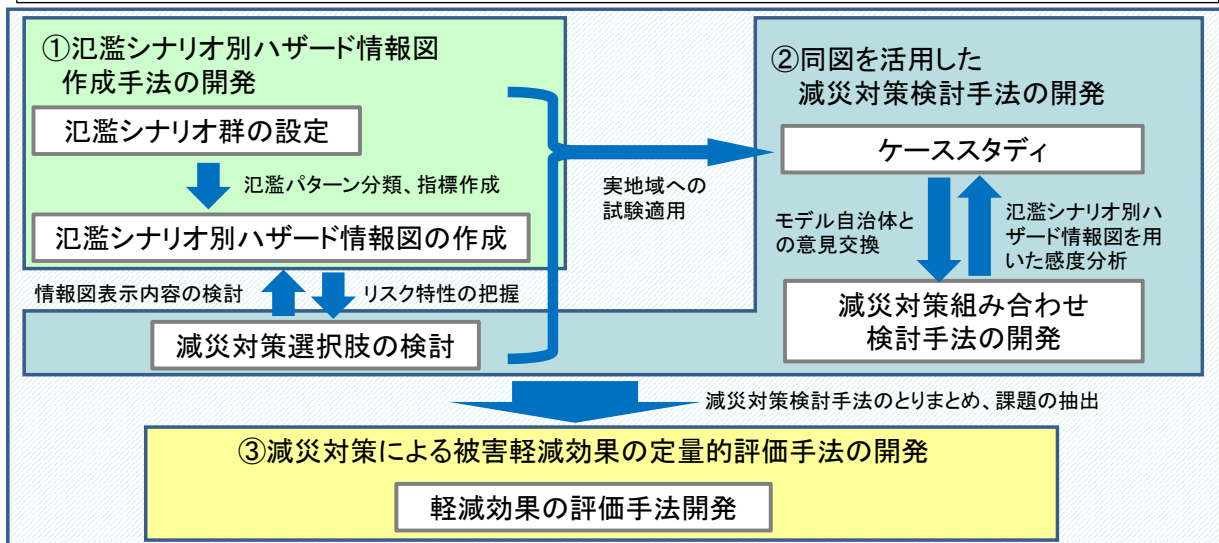 ①氾濫シナリオ別ハザード情報図
作成手法の開発
氾濫シナリオ群の設定
氾濫パターン分類、指標作成
氾濫シナリオ別ハザード情報図の作成
情報図表示内容の検討
リスク特性の把握
減災対策選択肢の検討
実地域への
試験適用
②同図を活用した
減災対策検討手法の開発
ケーススタディ
モデル自治体と
の意見交換
氾濫シナリオ別ハ
ザード情報図を用
いた感度分析
減災対策組み合わせ
検討手法の開発
減災対策検討手法のとりまとめ、課題の抽出
③減災対策による被害軽減効果の定量的評価手法の開発
軽減効果の評価手法開発